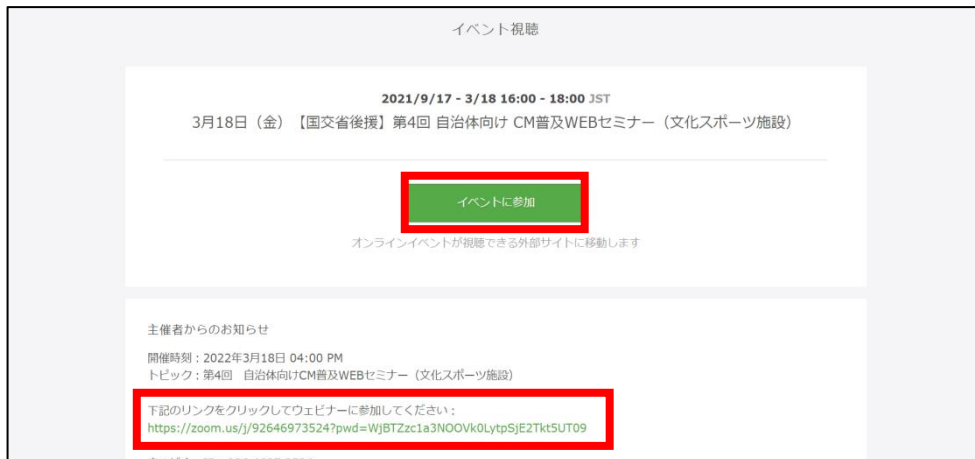 イベント視聴
2021/9/17 - 3/18 16:00 - 18:00 JST
3月18日（金）【国交省後援】第4回 自治体向け CM普及WEBセミナー（文化スポーツ施設）
イベントに参加
オンラインイベントが視聴できる外部サイトに移動します
主催者からのお知らせ
開催時刻：2022年3月18日 04:00 PM
トピック：第4回　自治体向けCM普及WEBセミナー（文化スポーツ施設）
下記のリンクをクリックしてウェビナーに参加してください：
https://zoom.us/j/92646973524?pwd=WjBTZzc1a3NOOVk0LytpSjE2Tkt5UT09